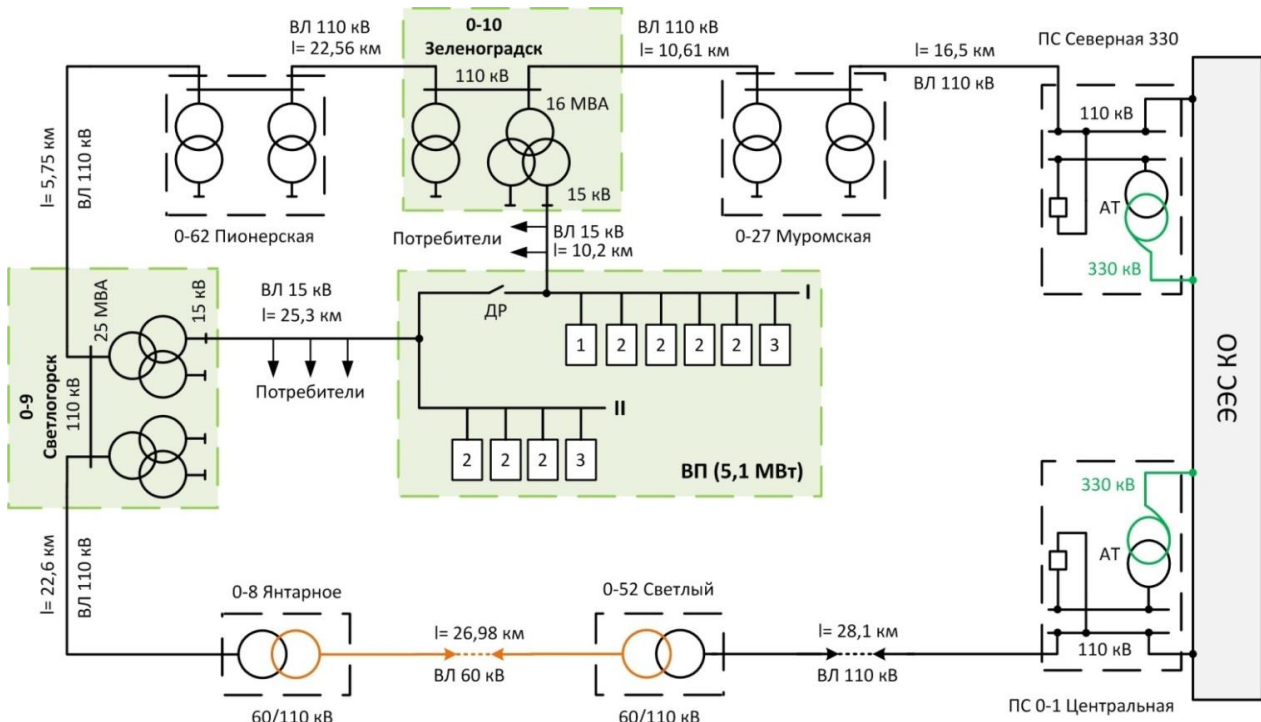 ВЛ 110 кВ
l= 22,56 км
0-10
Зеленоградск
110 кВ
16 МВА
15 кВ
ВЛ 110 кВ
l= 10,61 км
l= 16,5 км
ВЛ 110 кВ
ПС Северная 330
110 кВ
АТ
330 кВ
l= 5,75 км
ВЛ 110 кВ
0-62 Пионерская
Потребители
ВЛ 15 кВ
l= 10,2 км
0-27 Муромская
ЭЭС КО
0-9
Светлогорск
110 кВ
25 МВА
15 кВ
ВЛ 15 кВ
l= 25,3 км
Потребители
ДР
I
1
2
2
2
2
3
II
2
2
2
3
ВП (5,1 МВт)
330 кВ
АТ
110 кВ
ПС 0-1 Центральная
l= 22,6 км
ВЛ 110 кВ
0-8 Янтарное
60/110 кВ
l= 26,98 км
ВЛ 60 кВ
0-52 Светлый
60/110 кВ
l= 28,1 км
ВЛ 110 кВ